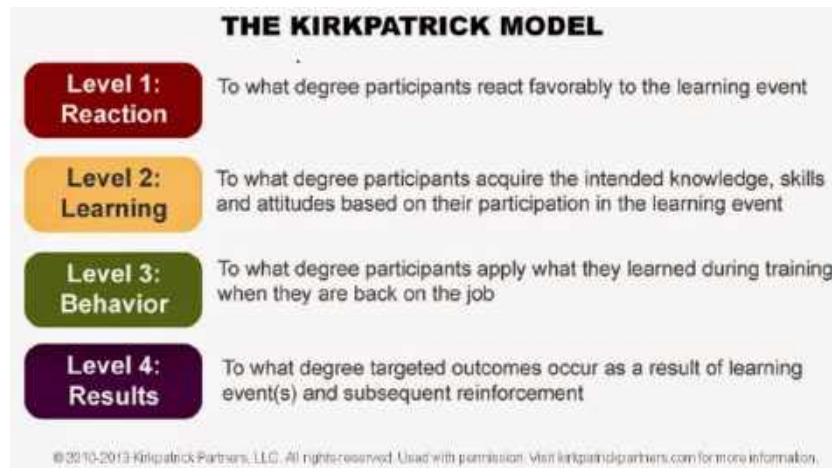 THE KIRKPATRICK MODEL
Level 1:
Reaction
To what degree participants react favorably to the learning event
Level 2:
Learning
To what degree participants acquire the intended knowledge, skills
and attitudes based on their participation in the learning event
Level 3:
Behavior
To what degree participants apply what they learned during training
when they are back on the job
Level 4:
Results
To what degree targeted outcomes occur as a result of learning
event(s) and subsequent reinforcement
© 2010-2013 Kirkpatrick Partners, LLC. All rights reserved. Used with permission. Visit kirkpatrickpartners.com for more information.